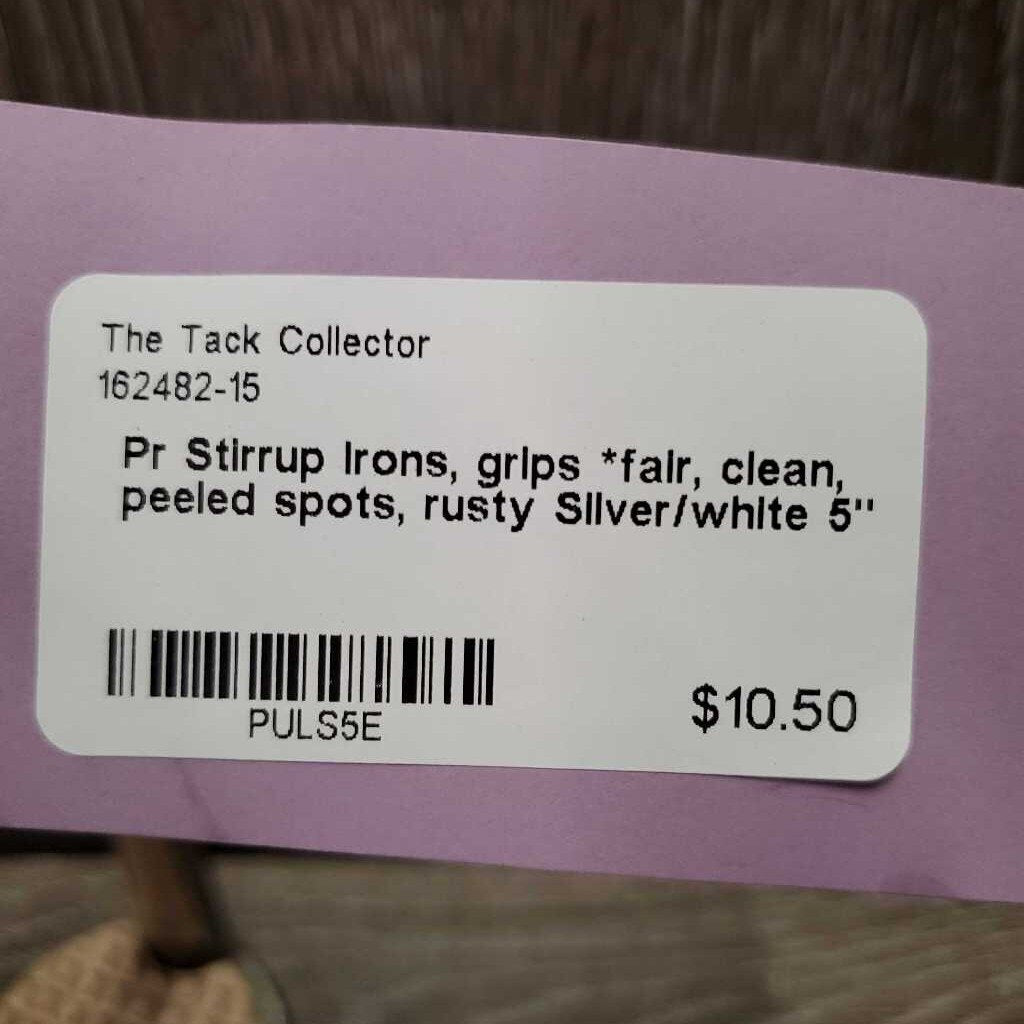 The Tack Collector
162482-15
Pr Stirrup Irons, grips *fair, clean,
peeled spots, rusty Silver/white 5"
PULS5E
$10.50